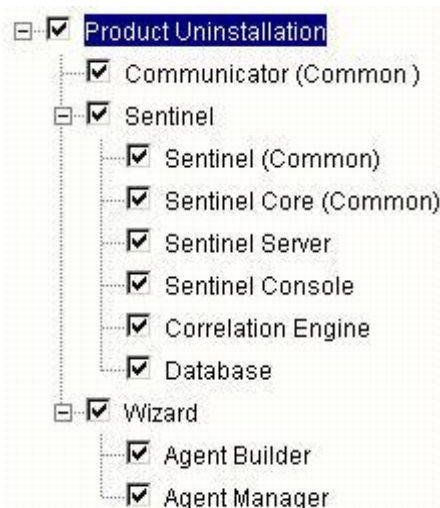 Product Uninstallation
Communicator (Common )
Sentinel
Sentinel (Common)
Sentinel Core (Common)
Sentinel Server
Sentinel Console
Correlation Engine
Database
Wizard
Agent Builder
Agent Manager